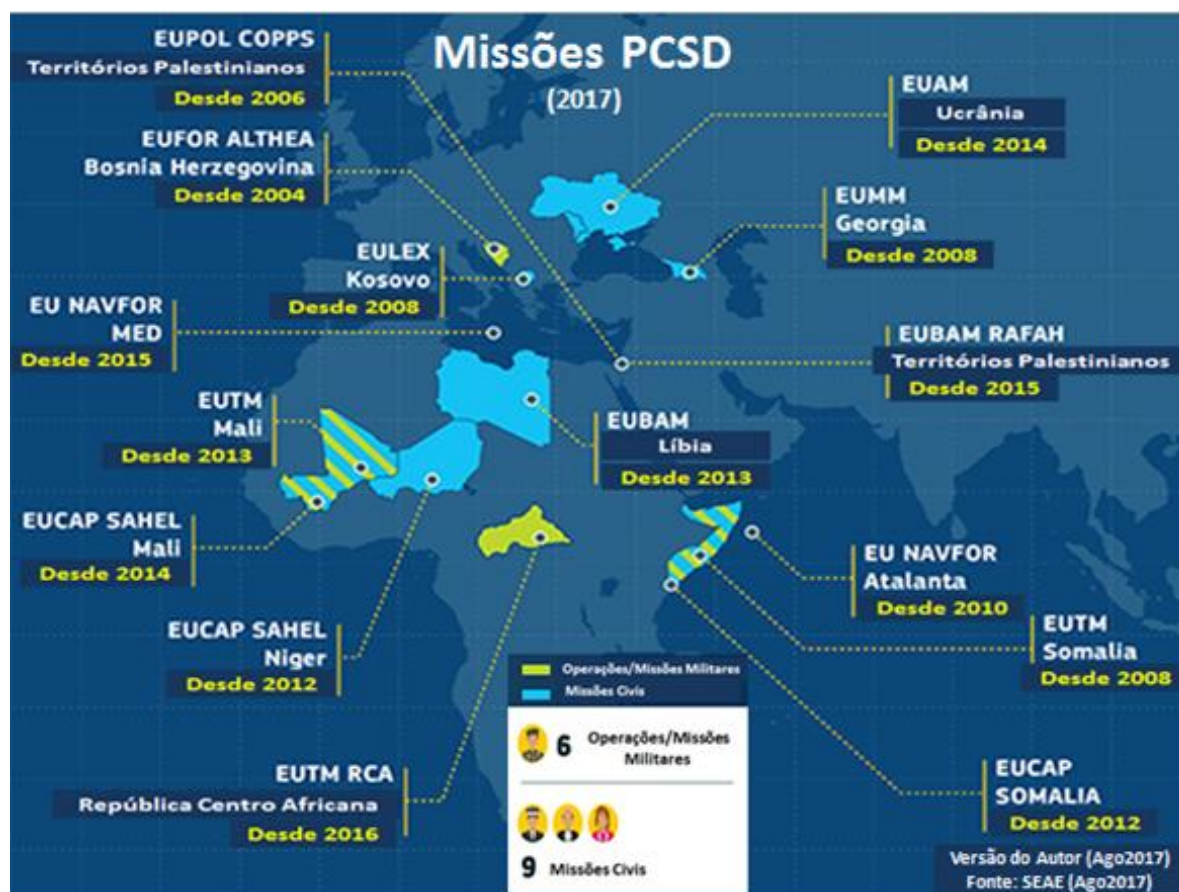 Missões PCSD
(2017)
EUPOL COPPS
Territórios Palestinianos
Desde 2006
EUFOR ALTHEA
Bosnia Herzegovina
Desde 2004
EULEX
Kosovo
Desde 2008
EU NAVFOR
MED
Desde 2015
EUTM
Mali
Desde 2013
EUCAP SAHEL
Mali
Desde 2014
EUCAP SAHEL
Niger
Desde 2012
EUTM RCA
República Centro Africana
Desde 2016
EUAM
Ucrânia
Desde 2014
EUMM
Georgia
Desde 2008
EUBAM RAFAH
Territórios Palestinianos
Desde 2015
EUBAM
Líbia
Desde 2013
EU NAVFOR
Atalanta
Desde 2010
EUTM
Somalia
Desde 2008
EUCAP
SOMALIA
Desde 2012
Operações/Missões Militares
Missões Civis
6 Operações/Missões
Militares
9 Missões Civis
Versão do Autor (Ago2017)
Fonte: SEAE (Ago2017)